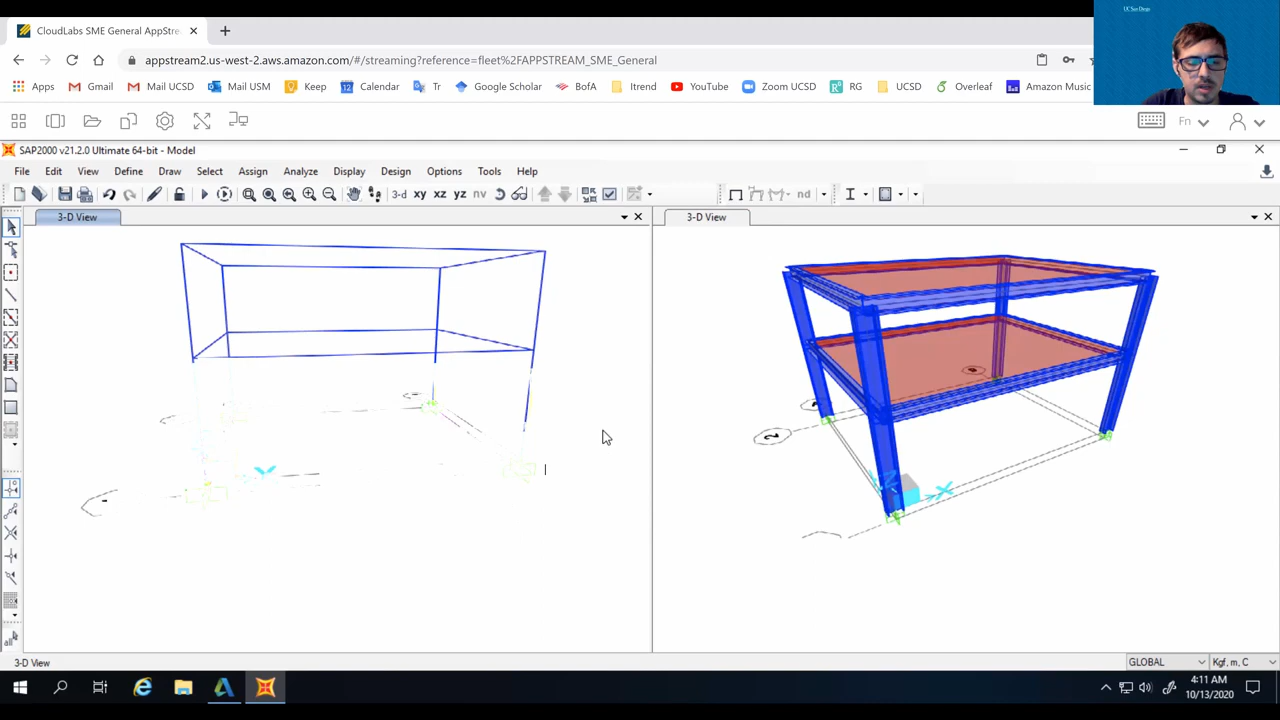 UC San Diego
CloudLabs SME General AppStre
appstream2.us-west-2.aws.amazon.com/#/streaming?reference=fleet%2FAPPSTREAM_SME_General
Apps Gmail Mail UCSD Mail USM Keep Calendar Tr Google Scholar BofA Itrend YouTube Zoom UCSD RG UCSD Overleaf Amazon Music
Fn
SAP2000 v21.2.0 Ultimate 64-bit - Model
File Edit View Define Draw Select Assign Analyze Display Design Options Tools Help
3-d xy xz yz nv nd
3-D View
3-D View
2
Z
X
3-D View
GLOBAL Kgf, m, C
4:11 AM
10/13/2020